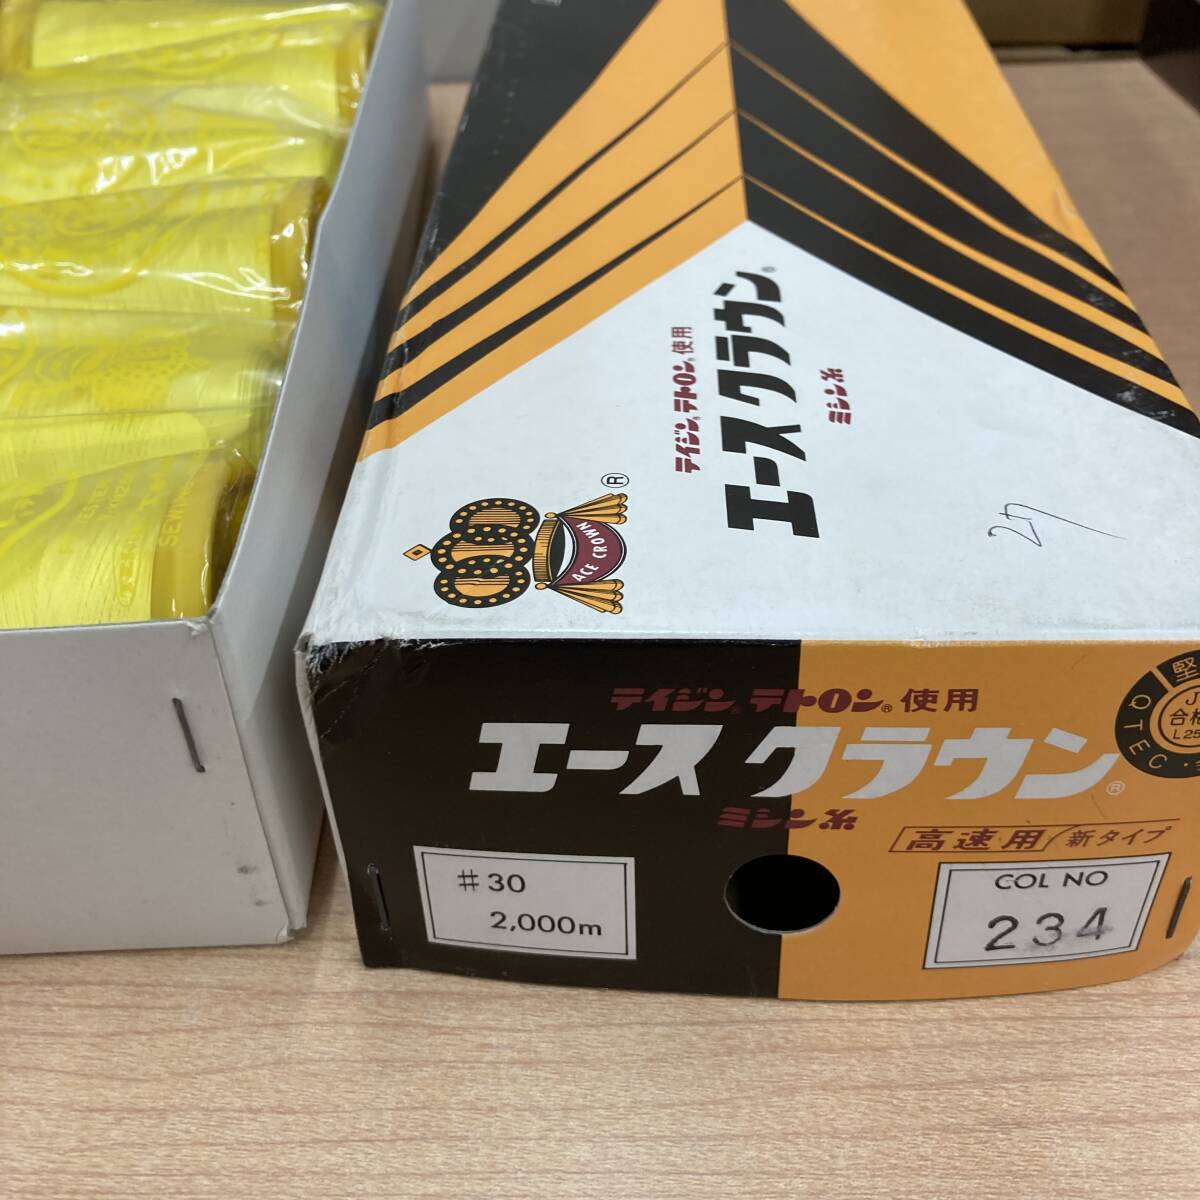 テイジン®テトロン®使用
エースクラウン®
ミシン糸
ACE CROWN
®
27
テイジン®テトロン®使用
エースクラウン®
ミシン糸
高速用/新タイプ
#30
2,000m
COL NO
234
堅
合格
QTEC
SEWING